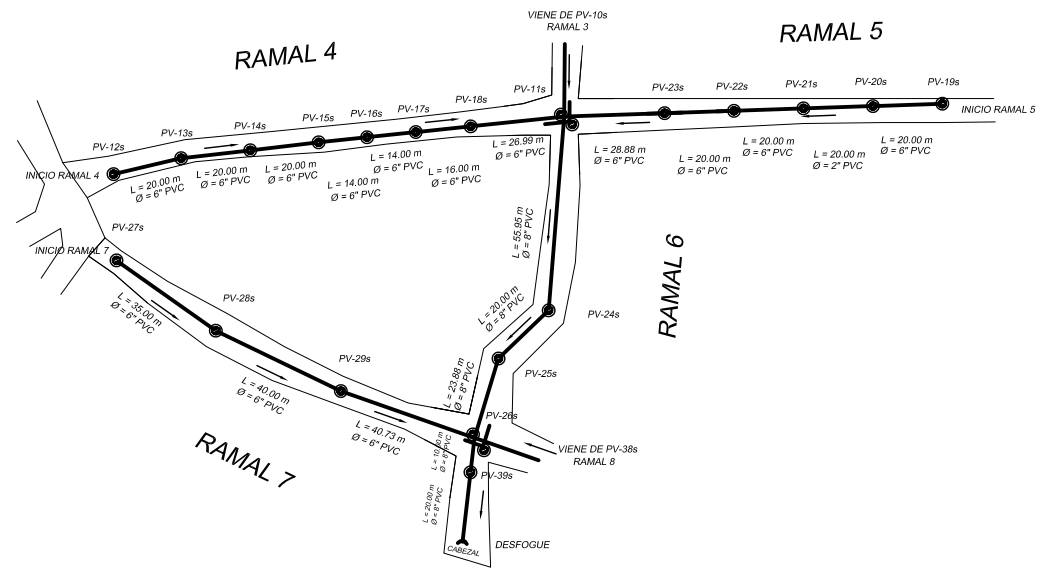 VIENE DE PV-10s
RAMAL 3
RAMAL 4
RAMAL 5
PV-11s
PV-23s
PV-22s
PV-21s
PV-20s
PV-19s
INICIO RAMAL 5
PV-18s
PV-17s
PV-16s
PV-15s
PV-14s
PV-13s
PV-12s
INICIO RAMAL 4
L = 20.00 m
Ø = 6" PVC
L = 20.00 m
Ø = 6" PVC
L = 20.00 m
Ø = 6" PVC
L = 14.00 m
Ø = 6" PVC
L = 14.00 m
Ø = 6" PVC
L = 16.00 m
Ø = 6" PVC
L = 26.99 m
Ø = 6" PVC
L = 28.88 m
Ø = 6" PVC
L = 20.00 m
Ø = 6" PVC
L = 20.00 m
Ø = 6" PVC
L = 20.00 m
Ø = 2" PVC
L = 20.00 m
Ø = 6" PVC
PV-27s
INICIO RAMAL 7
L = 55.95 m
Ø = 8" PVC
RAMAL 6
PV-28s
L = 35.00 m
Ø = 6" PVC
L = 20.00 m
Ø = 8" PVC
PV-24s
PV-29s
PV-25s
L = 23.88 m
Ø = 8" PVC
L = 40.00 m
Ø = 6" PVC
PV-26s
L = 40.73 m
Ø = 6" PVC
VIENE DE PV-38s
RAMAL 8
RAMAL 7
Ø = 8" PVC
PV-39s
L = 20.00 m
Ø = 8" PVC
CABEZAL
DESFOGUE